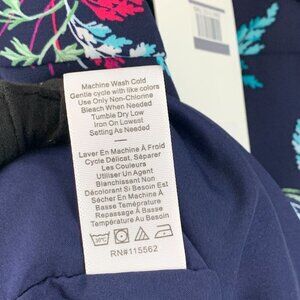 Machine Wash Cold
Gentle cycle with like colors
Use Only Non-Chlorine
Bleach When Needed
Tumble Dry Low
Iron On Lowest
Setting As Needed
Laver En Machine À Froid
Cycle Délicat, Séparer
Les Couleurs
Utiliser Un Agent
Blanchissant Non
Décolorant Si Besoin Est
Sécher En Machine À
Basse Température
Repassage À Basse
Température Au Besoin
RN#115562